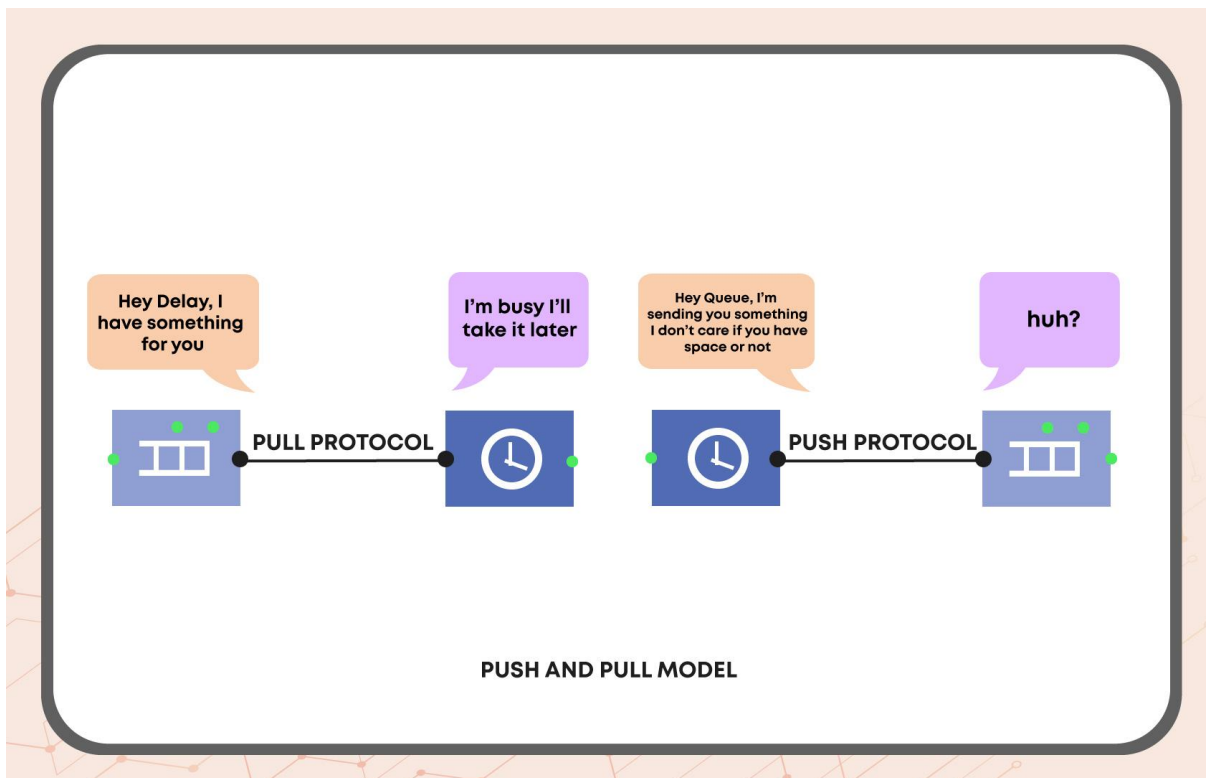 Hey Delay, I
have something
for you
I'm busy I'll
take it later
Hey Queue, I'm
sending you something
I don't care if you have
space or not
huh?
PULL PROTOCOL
PUSH PROTOCOL
PUSH AND PULL MODEL